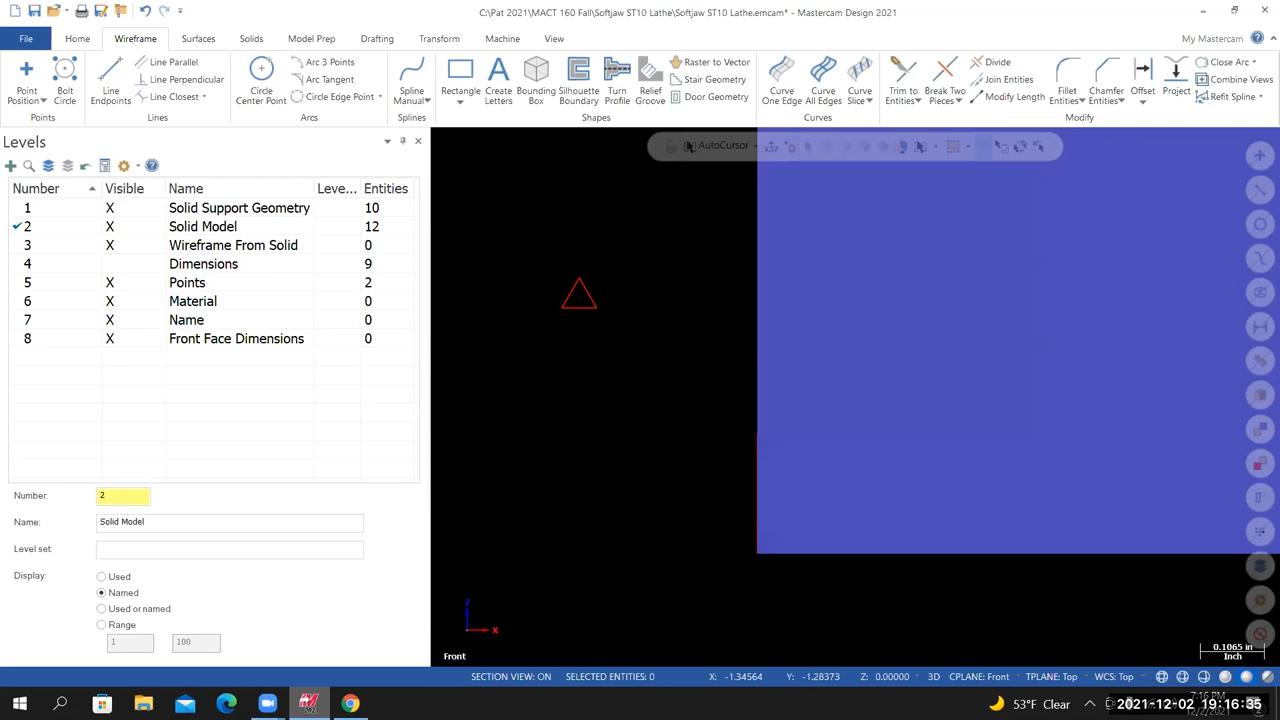 C:\Pat 2021\MACT 160 Fall\Softjaw ST10 Lathe\Softjaw ST10 Lathe.emcam* - Mastercam Design 2021
File Home Wireframe Surfaces Solids Model Prep Drafting Transform Machine View My Mastercam
Point Position
Bolt Circle
Points
Line Endpoints
Line Parallel
Line Perpendicular
Line Closest
Lines
Circle Center Point
Arc 3 Points
Arc Tangent
Circle Edge Point
Arcs
Spline Manual
Splines
Rectangle
Create Letters
Bounding Box
Silhouette Boundary
Turn Profile
Relief Groove
Raster to Vector
Stair Geometry
Door Geometry
Shapes
Curve One Edge
Curve All Edges
Curve Slice
Curves
Trim to Entities
Break Two Pieces
Divide
Join Entities
Modify Length
Fillet Entities
Chamfer Entities
Offset
Project
Close Arc
Combine Views
Refit Spline
Modify
Levels
Number Visible Name Leve... Entities
1 X Solid Support Geometry 10
2 X Solid Model 12
3 X Wireframe From Solid 0
4 Dimensions 9
5 X Points 2
6 X Material 0
7 X Name 0
8 X Front Face Dimensions 0
Number: 2
Name: Solid Model
Level set:
Display: Used
Named
Used or named
Range
1 100
AutoCursor
Z
X
Front
0.1065 in
Inch
SECTION VIEW: ON SELECTED ENTITIES: 0 X: -1.34564 Y: -1.28373 Z: 0.00000 3D CPLANE: Front TPLANE: Top WCS: Top
53°F Clear
7:16 PM
12/2/2021
2021-12-02 19:16:35